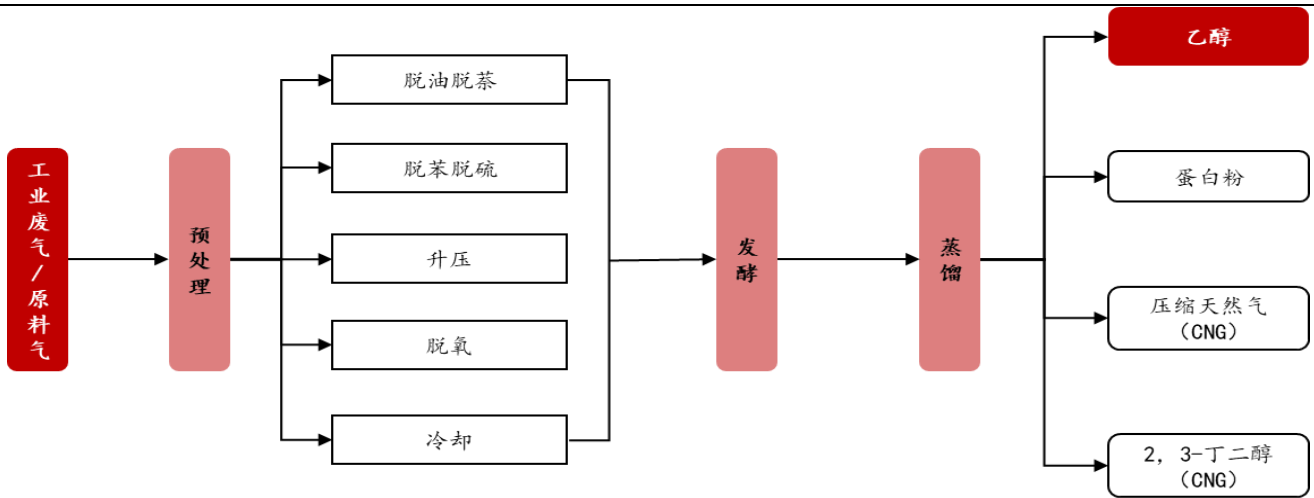 工业废气/原料气
预处理
脱油脱萘
脱苯脱硫
升压
脱氧
冷却
发酵
蒸馏
乙醇
蛋白粉
压缩天然气
(CNG)
2, 3-丁二醇
(CNG)